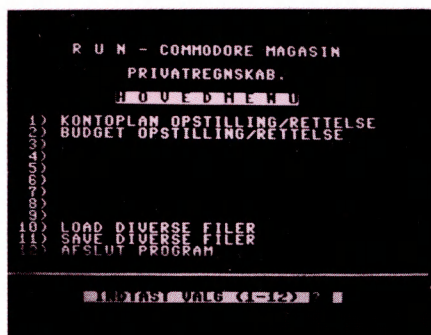 R U N - COMMODORE MAGASIN
PRIVATREGNSKAB.
H O V E D M E N U
1) KONTOPLAN OPSTILLING/RETTELSE
2) BUDGET OPSTILLING/RETTELSE
3)
4)
5)
6)
7)
8)
9)
10) LOAD DIVERSE FILER
11) SAVE DIVERSE FILER
12) AFSLUT PROGRAM
INDTAST VALG (1-12) ?